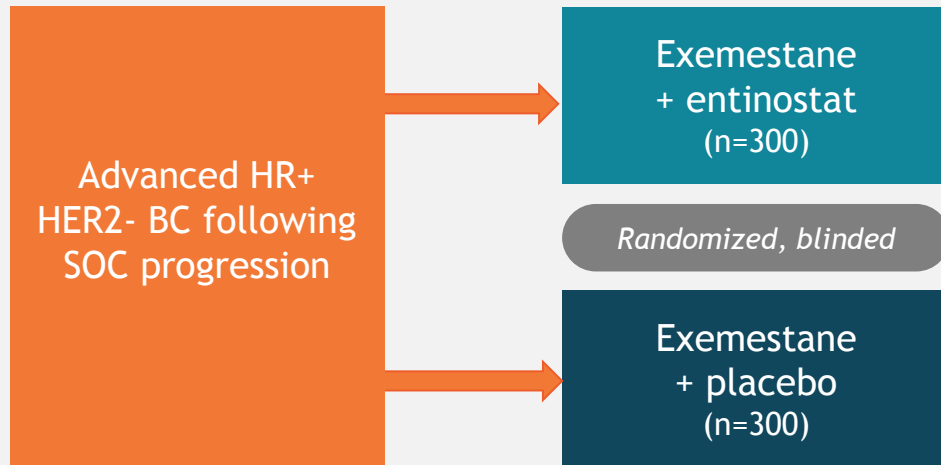 Advanced HR+
HER2- BC following
SOC progression
Exemestane
+ entinostat
(n=300)
Randomized, blinded
Exemestane
+ placebo
(n=300)